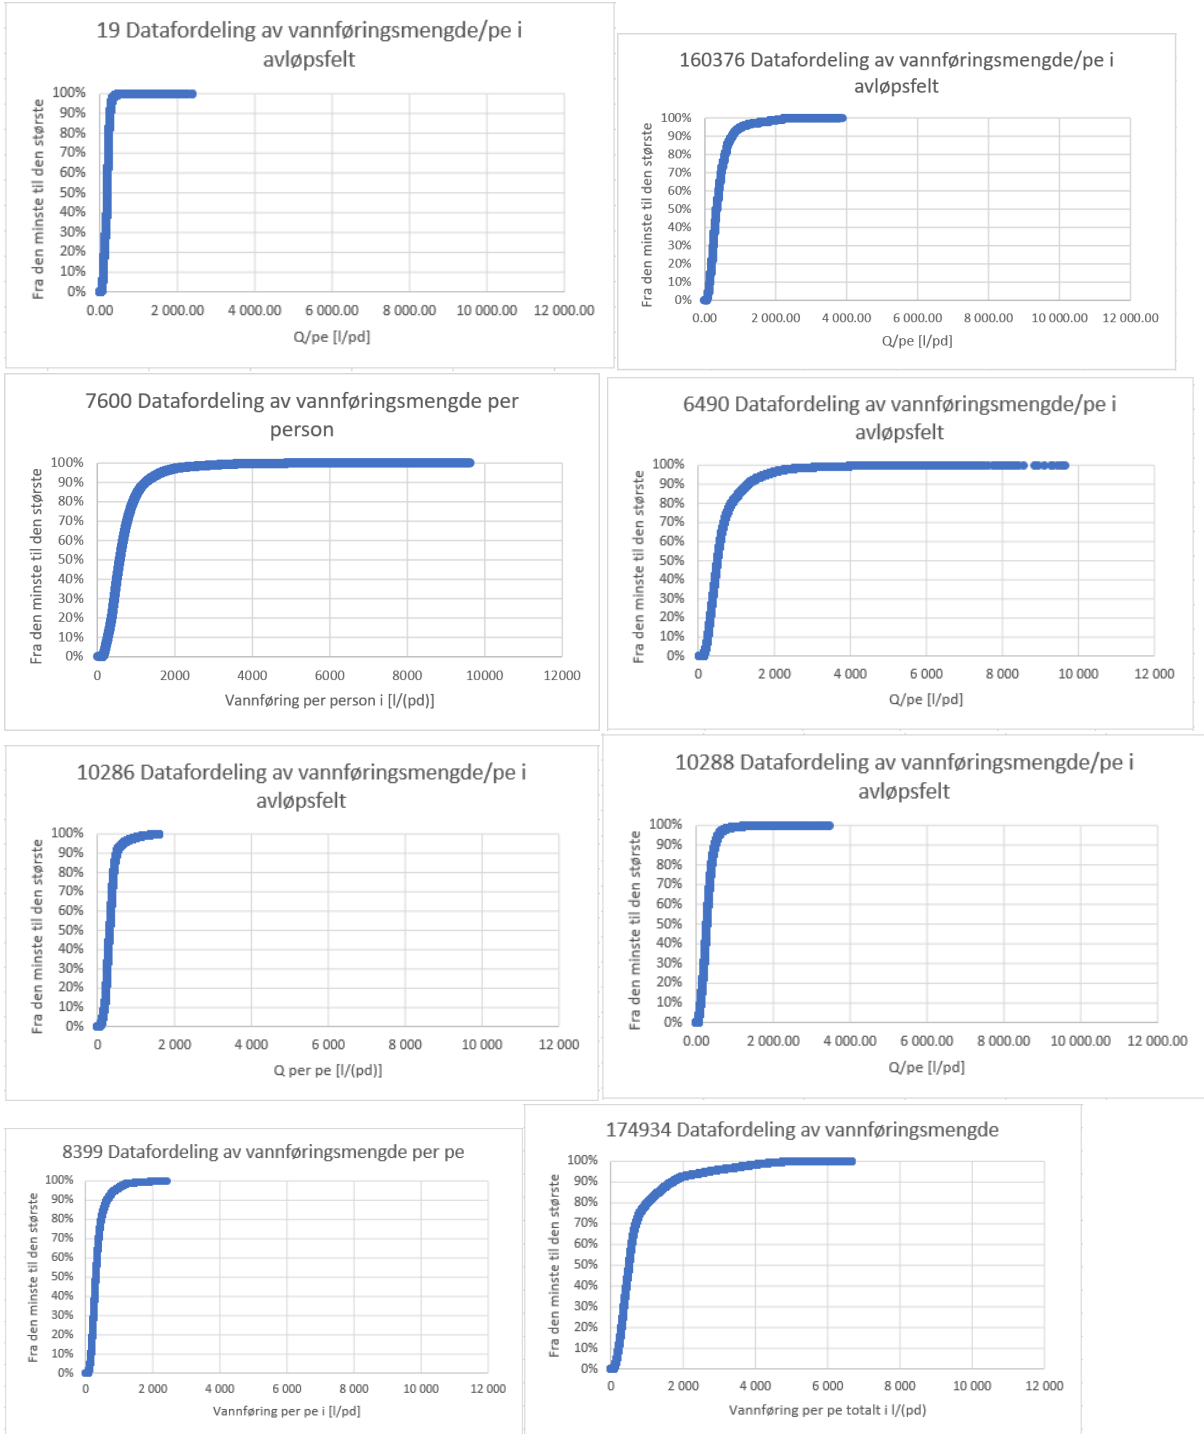 19 Datafordeling av vannføringsmengde/pe i
avløpsfelt
Fra den minste til den største
100%
90%
80%
70%
60%
50%
40%
30%
20%
10%
0%
0.00 2 000.00 4 000.00 6 000.00 8 000.00 10 000.00 12 000.00
Q/pe [l/pd]
160376 Datafordeling av vannføringsmengde/pe i
avløpsfelt
Fra den minste til den største
100%
90%
80%
70%
60%
50%
40%
30%
20%
10%
0%
0.00 2 000.00 4 000.00 6 000.00 8 000.00 10 000.00 12 000.00
Q/pe [l/pd]
7600 Datafordeling av vannføringsmengde per
person
Fra den minste til den største
100%
90%
80%
70%
60%
50%
40%
30%
20%
10%
0%
0 2000 4000 6000 8000 10000 12000
Vannføring per person i [l/(pd)]
6490 Datafordeling av vannføringsmengde/pe i
avløpsfelt
Fra den minste til den største
100%
90%
80%
70%
60%
50%
40%
30%
20%
10%
0%
0 2 000 4 000 6 000 8 000 10 000 12 000
Q/pe [l/pd]
10286 Datafordeling av vannføringsmengde/pe i
avløpsfelt
Fra den minste til den største
100%
90%
80%
70%
60%
50%
40%
30%
20%
10%
0%
0 2 000 4 000 6 000 8 000 10 000 12 000
Q per pe [l/(pd)]
10288 Datafordeling av vannføringsmengde/pe i
avløpsfelt
Fra den minste til den største
100%
90%
80%
70%
60%
50%
40%
30%
20%
10%
0%
0.00 2 000.00 4 000.00 6 000.00 8 000.00 10 000.00 12 000.00
Q/pe [l/pd]
8399 Datafordeling av vannføringsmengde per pe
Fra den minste til den største
100%
90%
80%
70%
60%
50%
40%
30%
20%
10%
0%
0 2 000 4 000 6 000 8 000 10 000 12 000
Vannføring per pe i [l/pd]
174934 Datafordeling av vannføringsmengde
Fra den minste til den største
100%
90%
80%
70%
60%
50%
40%
30%
20%
10%
0%
0 2 000 4 000 6 000 8 000 10 000 12 000
Vannføring per pe totalt i l/(pd)